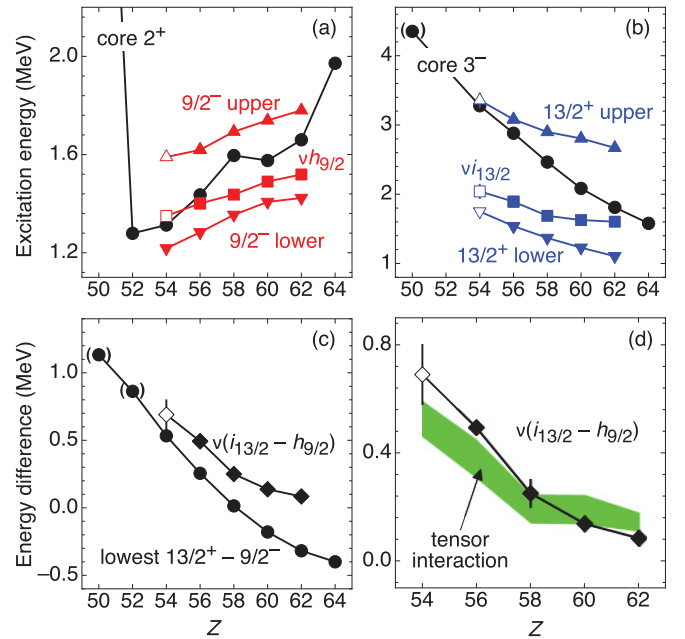 (a)
core 2⁺
9/2⁻ upper
νh₉/₂
9/2⁻ lower
Excitation energy (MeV)
2.0
1.6
1.2
50 52 54 56 58 60 62 64
(b)
( )
core 3⁻
13/2⁺ upper
νi₁₃/₂
13/2⁺ lower
4
3
2
1
50 52 54 56 58 60 62 64
(c)
( )
( )
ν(i₁₃/₂ − h₉/₂)
lowest 13/2⁺ − 9/2⁻
Energy difference (MeV)
1.0
0.5
0.0
−0.5
50 52 54 56 58 60 62 64
Z
(d)
ν(i₁₃/₂ − h₉/₂)
tensor
interaction
0.8
0.4
0.0
54 56 58 60 62
Z